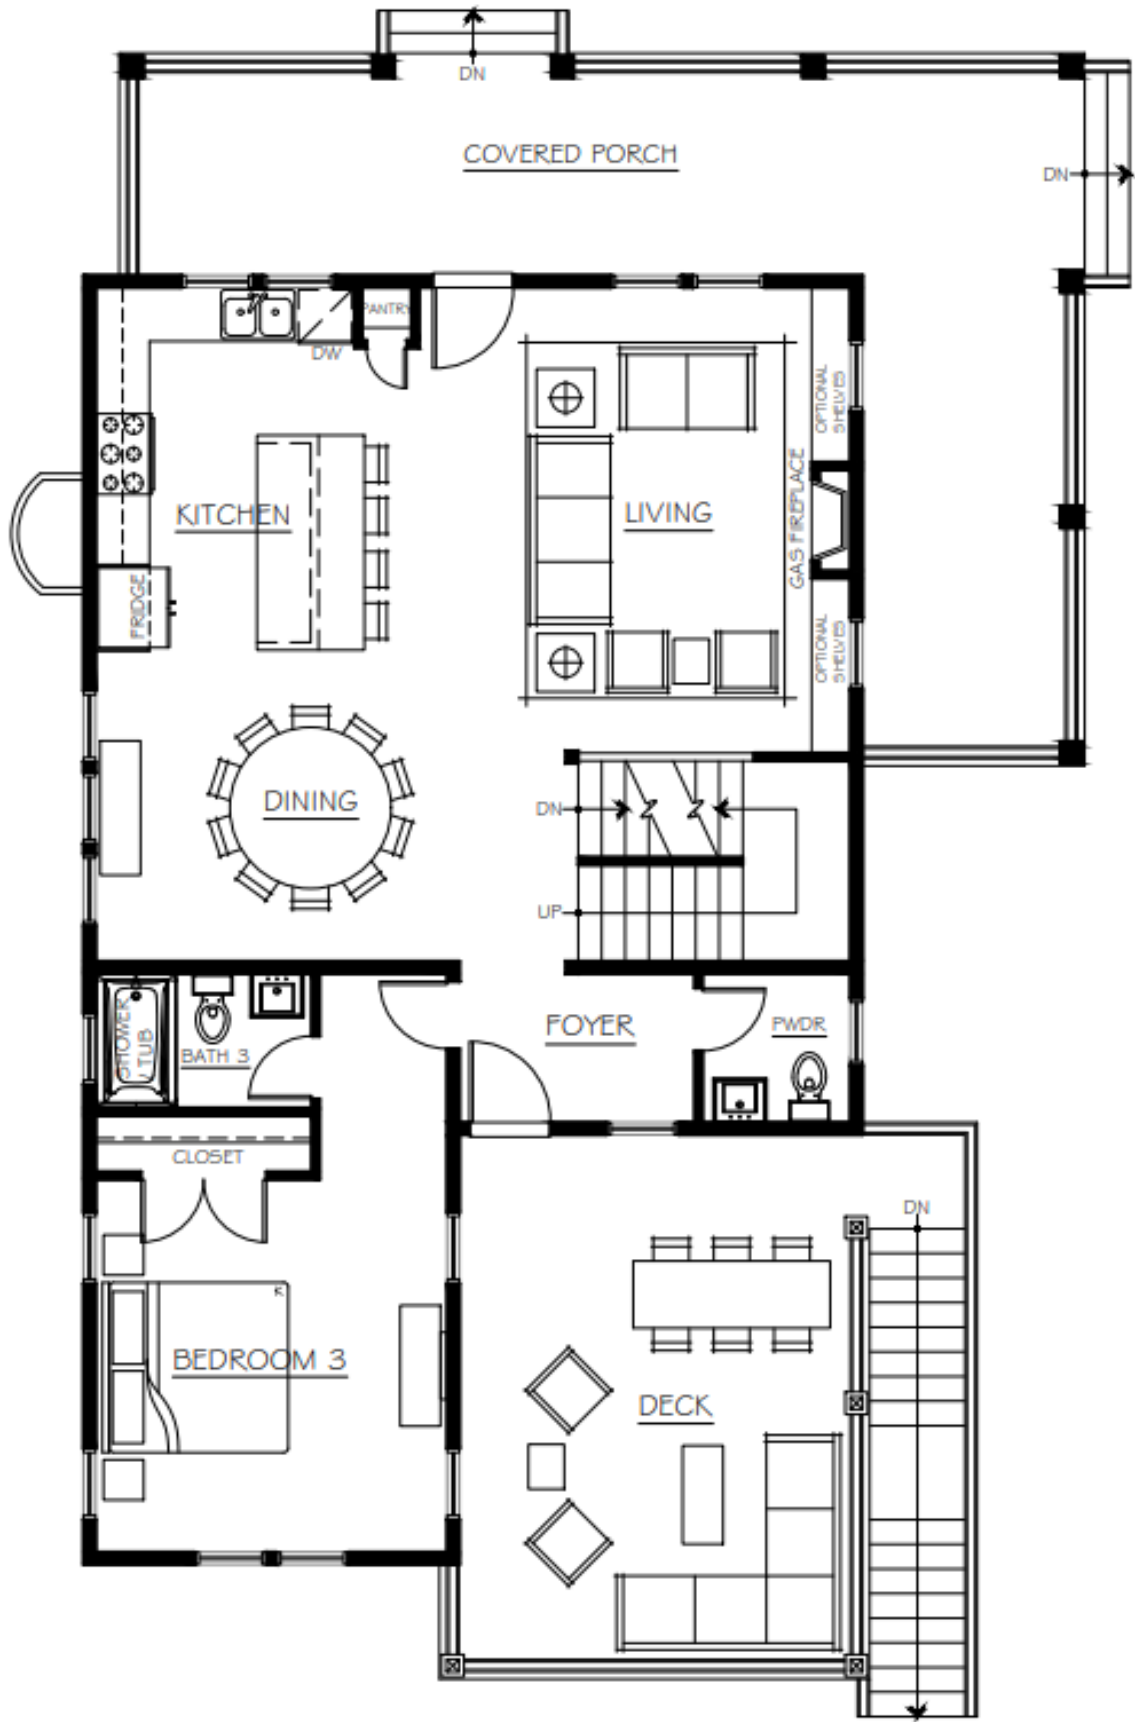 DN
COVERED PORCH
DN
PANTRY
DW
OPTIONAL
SHELVES
KITCHEN
LIVING
GAS FIREPLACE
FRIDGE
OPTIONAL
SHELVES
DINING
DN
UP
SHOWER
/ TUB
BATH 3
FOYER
PWDR
CLOSET
DN
K
BEDROOM 3
DECK